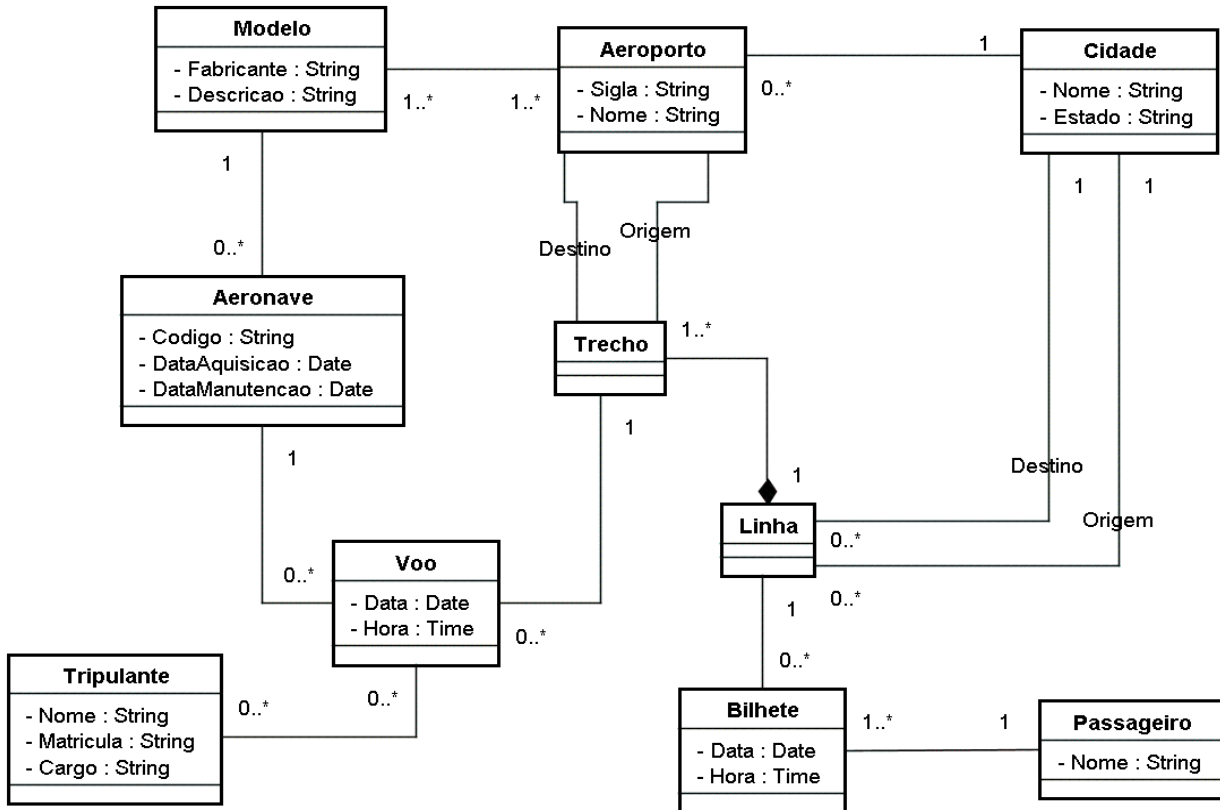 Modelo
- Fabricante : String
- Descricao : String
1..*
1..*
Aeroporto
- Sigla : String
- Nome : String
0..*
1
Cidade
- Nome : String
- Estado : String
1
1
1
0..*
Destino
Origem
Aeronave
- Codigo : String
- DataAquisicao : Date
- DataManutencao : Date
Trecho
1..*
1
1
1
Destino
Origem
Linha
0..*
0..*
1
0..*
Voo
- Data : Date
- Hora : Time
0..*
0..*
0..*
0..*
Tripulante
- Nome : String
- Matricula : String
- Cargo : String
Bilhete
- Data : Date
- Hora : Time
1..*
1
Passageiro
- Nome : String